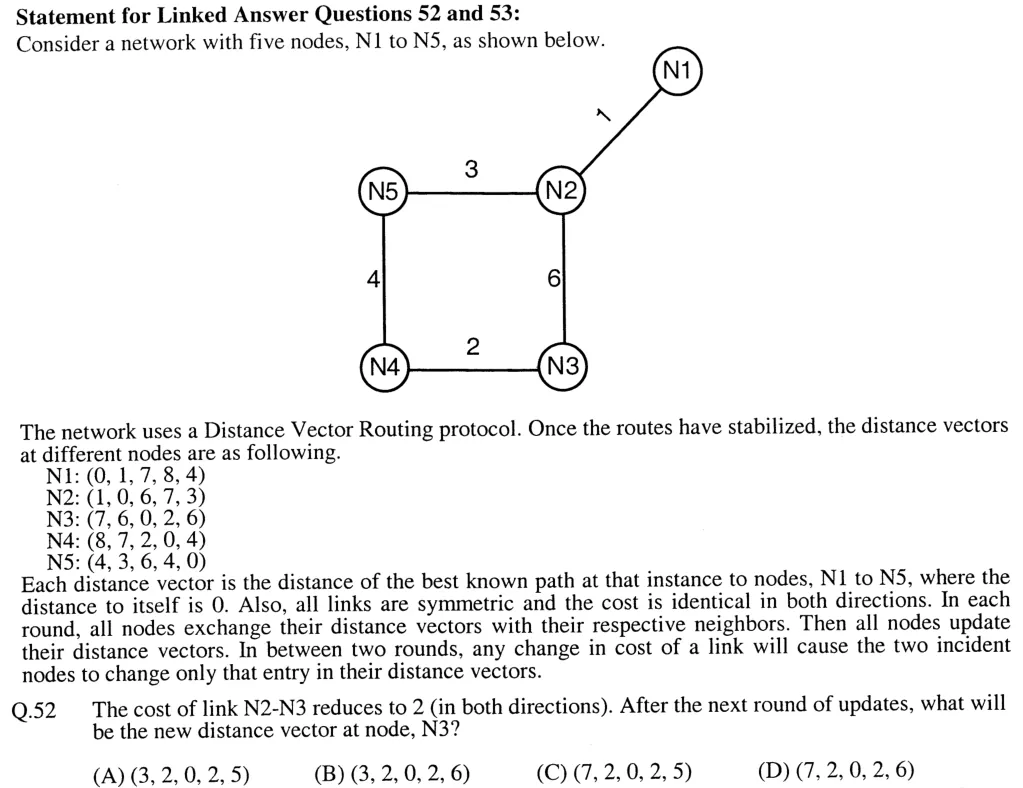 Statement for Linked Answer Questions 52 and 53:
Consider a network with five nodes, N1 to N5, as shown below.
N1
1
3
N5
N2
4
6
2
N4
N3
The network uses a Distance Vector Routing protocol. Once the routes have stabilized, the distance vectors
at different nodes are as following.
N1: (0, 1, 7, 8, 4)
N2: (1, 0, 6, 7, 3)
N3: (7, 6, 0, 2, 6)
N4: (8, 7, 2, 0, 4)
N5: (4, 3, 6, 4, 0)
Each distance vector is the distance of the best known path at that instance to nodes, N1 to N5, where the
distance to itself is 0. Also, all links are symmetric and the cost is identical in both directions. In each
round, all nodes exchange their distance vectors with their respective neighbors. Then all nodes update
their distance vectors. In between two rounds, any change in cost of a link will cause the two incident
nodes to change only that entry in their distance vectors.
Q.52 The cost of link N2-N3 reduces to 2 (in both directions). After the next round of updates, what will
be the new distance vector at node, N3?
(A) (3, 2, 0, 2, 5) (B) (3, 2, 0, 2, 6) (C) (7, 2, 0, 2, 5) (D) (7, 2, 0, 2, 6)